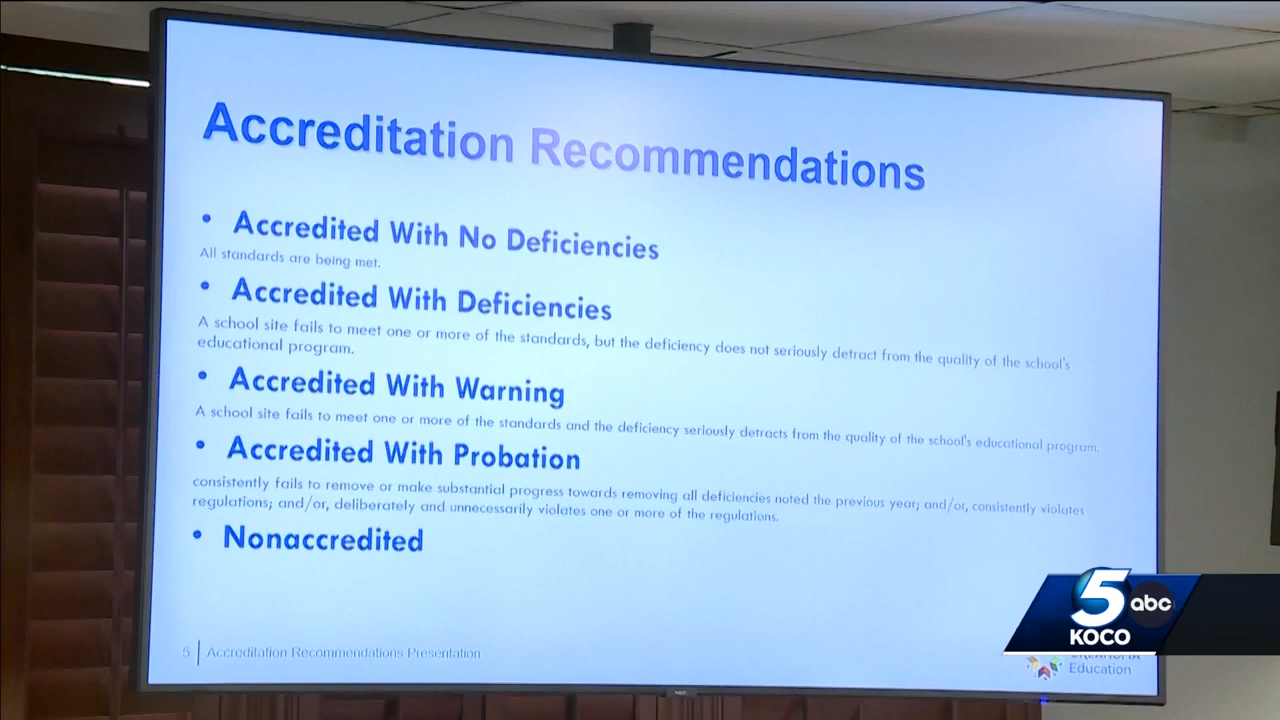 Accreditation Recommendations
• Accredited With No Deficiencies
All standards are being met.
• Accredited With Deficiencies
A school site fails to meet one or more of the standards, but the deficiency does not seriously detract from the quality of the school's
educational program.
• Accredited With Warning
A school site fails to meet one or more of the standards and the deficiency seriously detracts from the quality of the school's educational program.
• Accredited With Probation
consistently fails to remove or make substantial progress towards removing all deficiencies noted the previous year; and/or, consistently violates
regulations; and/or, deliberately and unnecessarily violates one or more of the regulations.
• Nonaccredited
5 | Accreditation Recommendations Presentation
Education
5 abc
KOCO